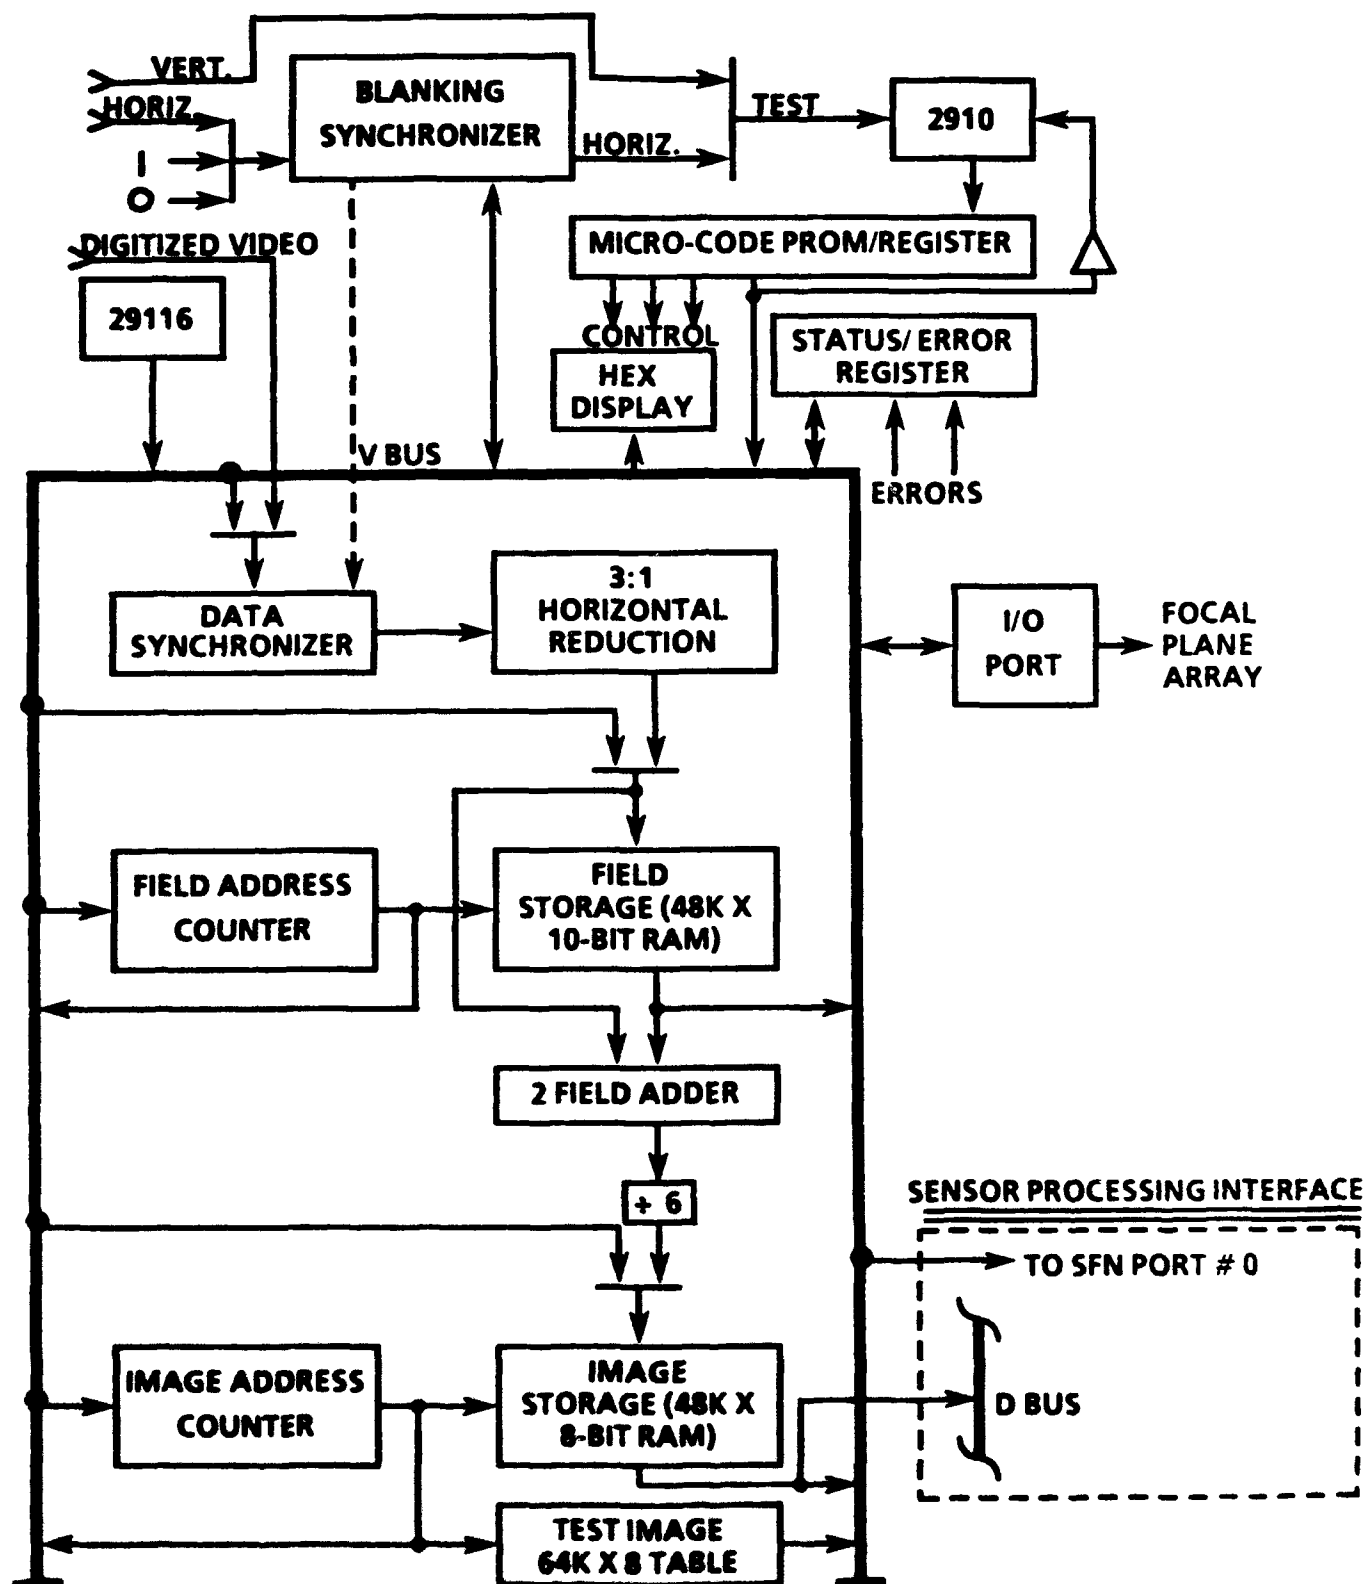 VERT.
HORIZ.
I
O
BLANKING
SYNCHRONIZER
HORIZ.
TEST
2910
DIGITIZED VIDEO
29116
MICRO-CODE PROM/REGISTER
CONTROL
HEX
DISPLAY
STATUS/ERROR
REGISTER
ERRORS
V BUS
DATA
SYNCHRONIZER
3:1
HORIZONTAL
REDUCTION
I/O
PORT
FOCAL
PLANE
ARRAY
FIELD ADDRESS
COUNTER
FIELD
STORAGE (48K X
10-BIT RAM)
2 FIELD ADDER
÷ 6
SENSOR PROCESSING INTERFACE
TO SFN PORT # 0
D BUS
IMAGE ADDRESS
COUNTER
IMAGE
STORAGE (48K X
8-BIT RAM)
TEST IMAGE
64K X 8 TABLE